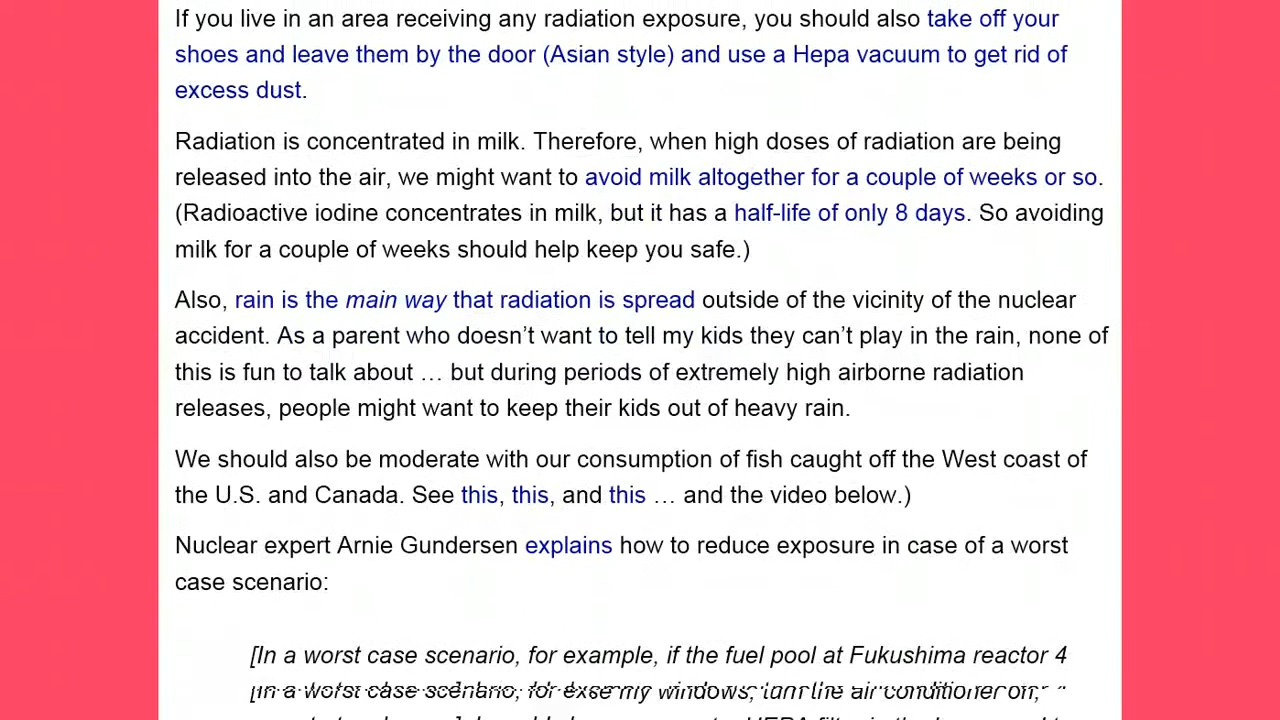 If you live in an area receiving any radiation exposure, you should also take off your
shoes and leave them by the door (Asian style) and use a Hepa vacuum to get rid of
excess dust.
Radiation is concentrated in milk. Therefore, when high doses of radiation are being
released into the air, we might want to avoid milk altogether for a couple of weeks or so.
(Radioactive iodine concentrates in milk, but it has a half-life of only 8 days. So avoiding
milk for a couple of weeks should help keep you safe.)
Also, rain is the main way that radiation is spread outside of the vicinity of the nuclear
accident. As a parent who doesn’t want to tell my kids they can’t play in the rain, none of
this is fun to talk about … but during periods of extremely high airborne radiation
releases, people might want to keep their kids out of heavy rain.
We should also be moderate with our consumption of fish caught off the West coast of
the U.S. and Canada. See this, this, and this … and the video below.)
Nuclear expert Arnie Gundersen explains how to reduce exposure in case of a worst
case scenario:
[In a worst case scenario, for example, if the fuel pool at Fukushima reactor 4